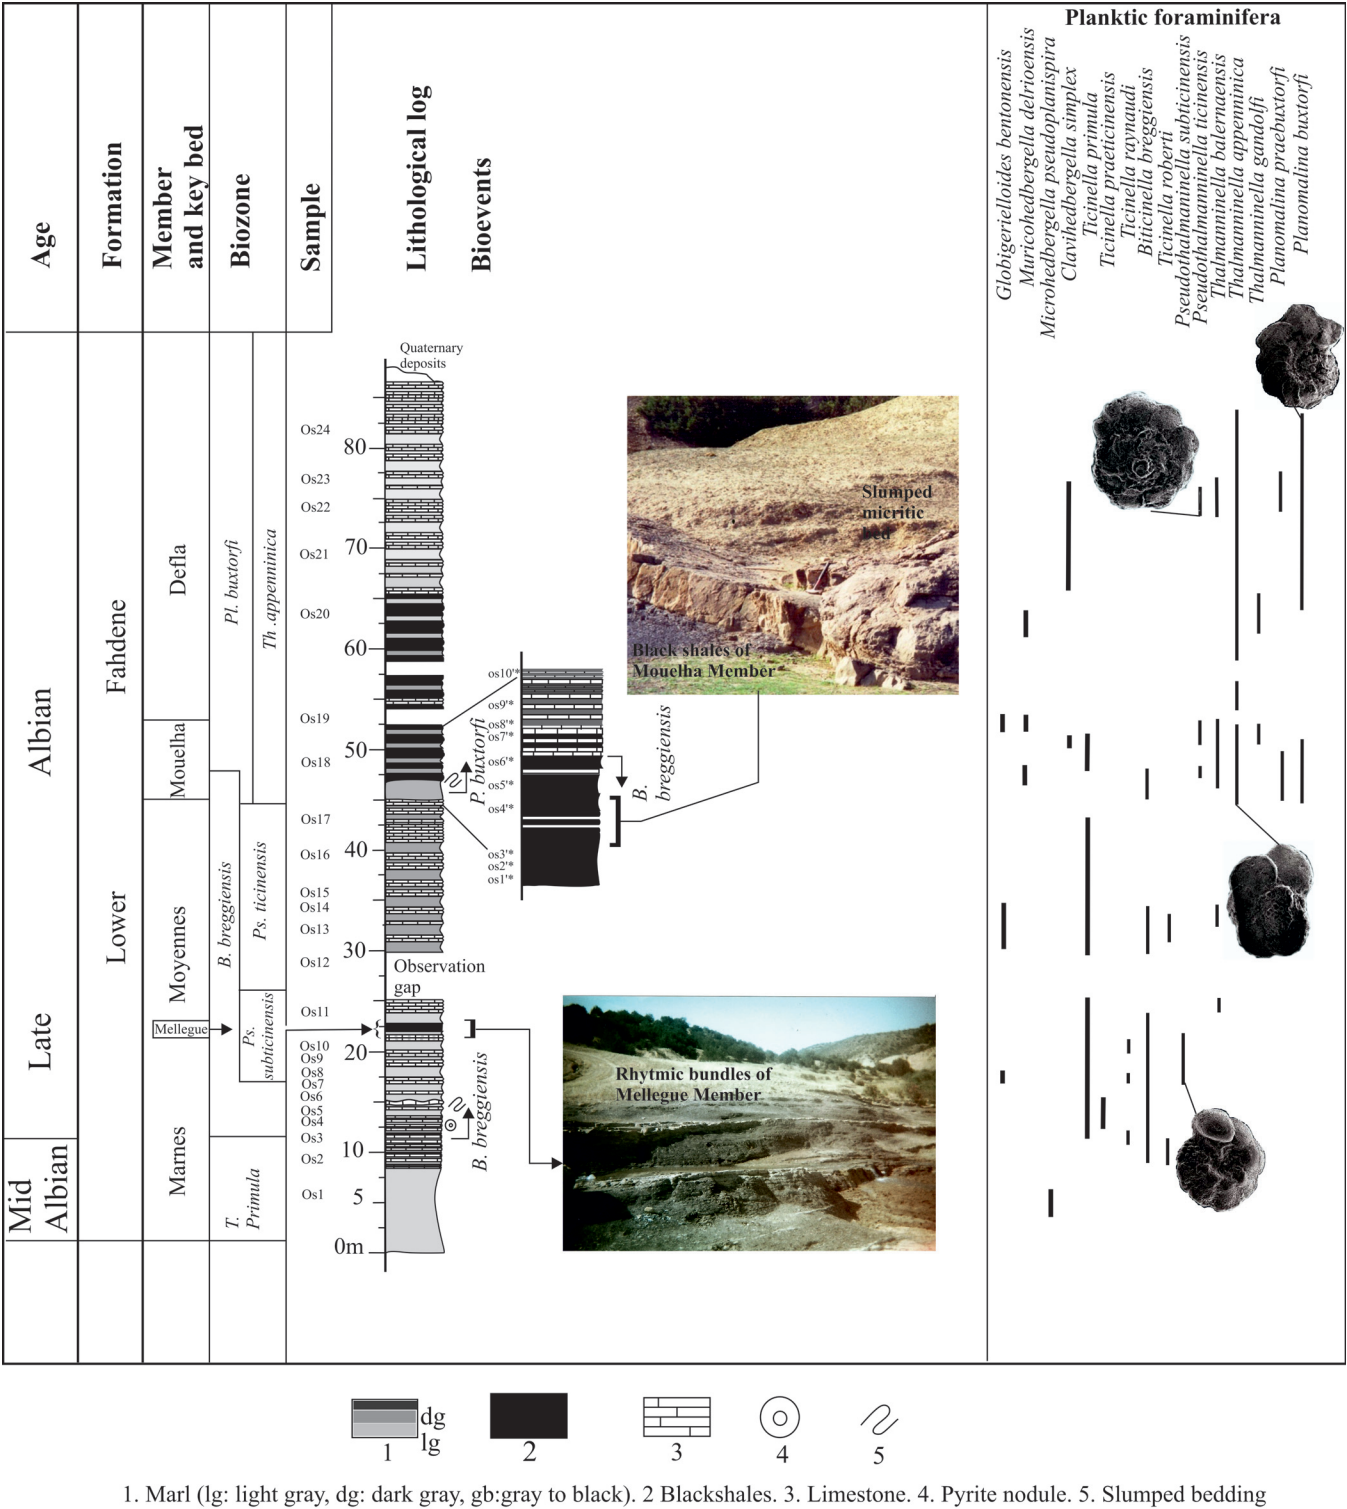 Age
Formation
Member
and key bed
Biozone
Sample
Lithological log
Bioevents
Planktic foraminifera
Globigerielloides bentonensis
Muricohedbergella delrioensis
Microhedbergella pseudoplanispira
Clavihedbergella simplex
Ticinella primula
Ticinella praeticinensis
Ticinella raynaudi
Biticinella breggiensis
Ticinella roberti
Pseudothalmaninella subticinensis
Pseudothalmanninella ticinensis
Thalmanninella balernaensis
Thalmanninella appenninica
Thalmanninella gandolfi
Planomalina praebuxtorfi
Planomalina buxtorfi
Late Albian
Mid
Albian
Lower Fahdene
Defla
Mouelha
Marnes Moyennes
Mellegue
Pl. buxtorfi
Th .appenninica
B. breggiensis
Ps. ticinensis
Ps.
subticinensis
T.
Primula
Os24
Os23
Os22
Os21
Os20
Os19
Os18
Os17
Os16
Os15
Os14
Os13
Os12
Os11
Os10
Os9
Os8
Os7
Os6
Os5
Os4
Os3
Os2
Os1
Quaternary
deposits
80
70
60
50
40
30
Observation
gap
20
10
5
0m
P. buxtorfi
B. breggiensis
os10'*
os9'*
os8'*
os7'*
os6'*
os5'*
os4'*
os3'*
os2'*
os1'*
B.
breggiensis
Slumped
micritic
bed
Black shales of
Mouelha Member
Rhytmic bundles of
Mellegue Member
dg
lg
1
2
3
4
5
1. Marl (lg: light gray, dg: dark gray, gb:gray to black). 2 Blackshales. 3. Limestone. 4. Pyrite nodule. 5. Slumped bedding